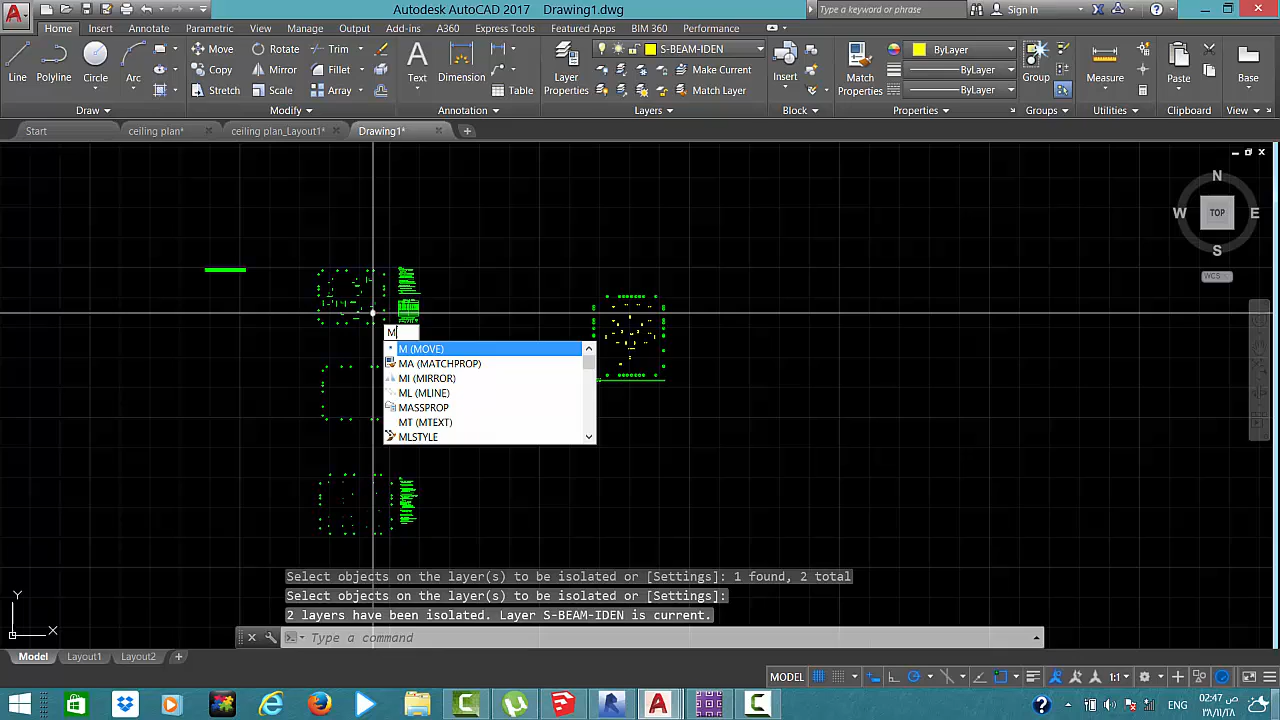 Autodesk AutoCAD 2017 Drawing1.dwg
Type a keyword or phrase
Sign In
Home Insert Annotate Parametric View Manage Output Add-ins A360 Express Tools Featured Apps BIM 360 Performance
Line Polyline Circle Arc
Move Rotate Trim
Copy Mirror Fillet
Stretch Scale Array
Text Dimension Table
Layer Properties
S-BEAM-IDEN
Make Current
Match Layer
Insert
Match Properties
ByLayer
ByLayer
ByLayer
Group Measure Paste Base
Draw Modify Annotation Layers Block Properties Groups Utilities Clipboard View
Start ceiling plan* ceiling plan_Layout1* Drawing1*
N
W TOP E
S
WCS
M
M (MOVE)
MA (MATCHPROP)
MI (MIRROR)
ML (MLINE)
MASSPROP
MT (MTEXT)
MLSTYLE
Select objects on the layer(s) to be isolated or [Settings]: 1 found, 2 total
Select objects on the layer(s) to be isolated or [Settings]:
2 layers have been isolated. Layer S-BEAM-IDEN is current.
Y
X
Type a command
Model Layout1 Layout2
MODEL 1:1
ENG
02:47 ص